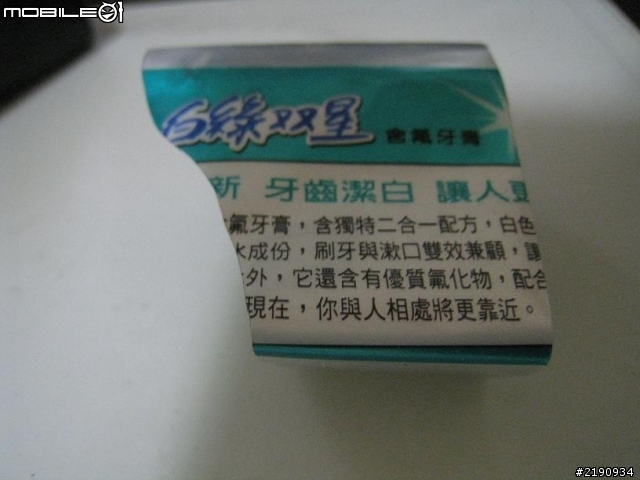 MOBILE01
白綠双星 含氟牙膏
新 牙齒潔白 讓人更
氟牙膏，含獨特二合一配方，白色
水成份，刷牙與漱口雙效兼顧，讓
外，它還含有優質氟化物，配合
現在，你與人相處將更靠近。
#2190934